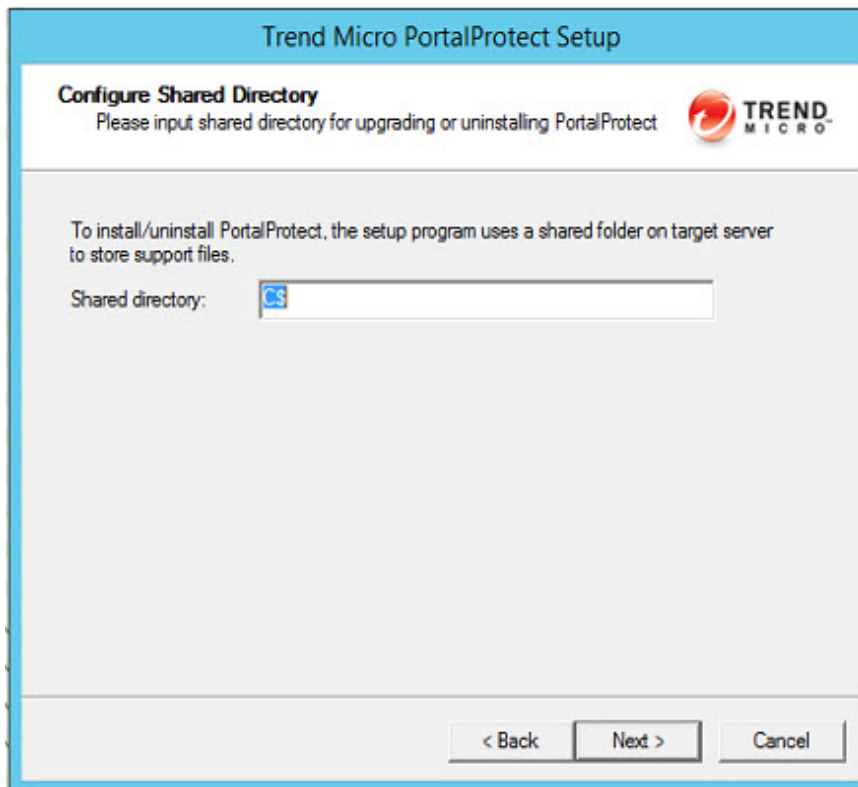 Trend Micro PortalProtect Setup
Configure Shared Directory
Please input shared directory for upgrading or uninstalling PortalProtect
TREND
MICRO™
To install/uninstall PortalProtect, the setup program uses a shared folder on target server
to store support files.
Shared directory:
C$
< Back
Next >
Cancel